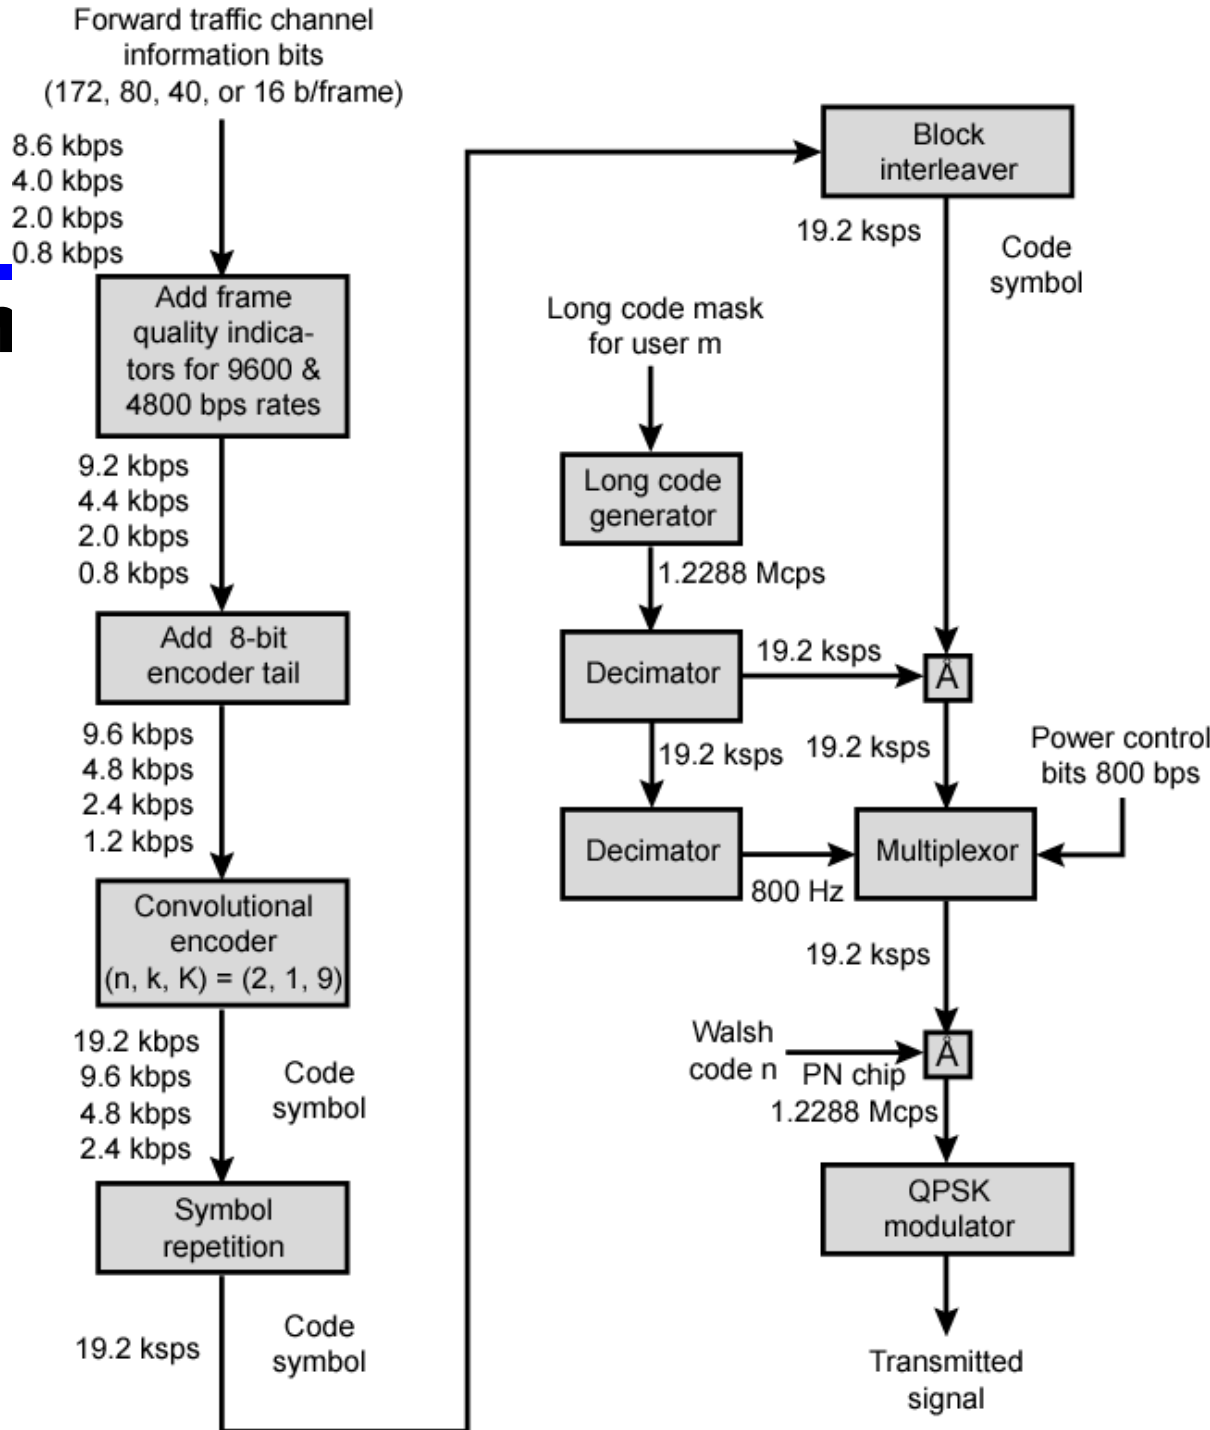 Forward traffic channel
information bits
(172, 80, 40, or 16 b/frame)
8.6 kbps
4.0 kbps
2.0 kbps
0.8 kbps
Add frame
quality indica-
tors for 9600 &
4800 bps rates
9.2 kbps
4.4 kbps
2.0 kbps
0.8 kbps
Add 8-bit
encoder tail
9.6 kbps
4.8 kbps
2.4 kbps
1.2 kbps
Convolutional
encoder
(n, k, K) = (2, 1, 9)
19.2 kbps
9.6 kbps
4.8 kbps
2.4 kbps
Code
symbol
Symbol
repetition
19.2 ksps
Code
symbol
Block
interleaver
19.2 ksps
Code
symbol
Long code mask
for user m
Long code
generator
1.2288 Mcps
Decimator
19.2 ksps
Å
19.2 ksps
19.2 ksps
Power control
bits 800 bps
Decimator
800 Hz
Multiplexor
19.2 ksps
Walsh
code n
PN chip
1.2288 Mcps
Å
QPSK
modulator
Transmitted
signal